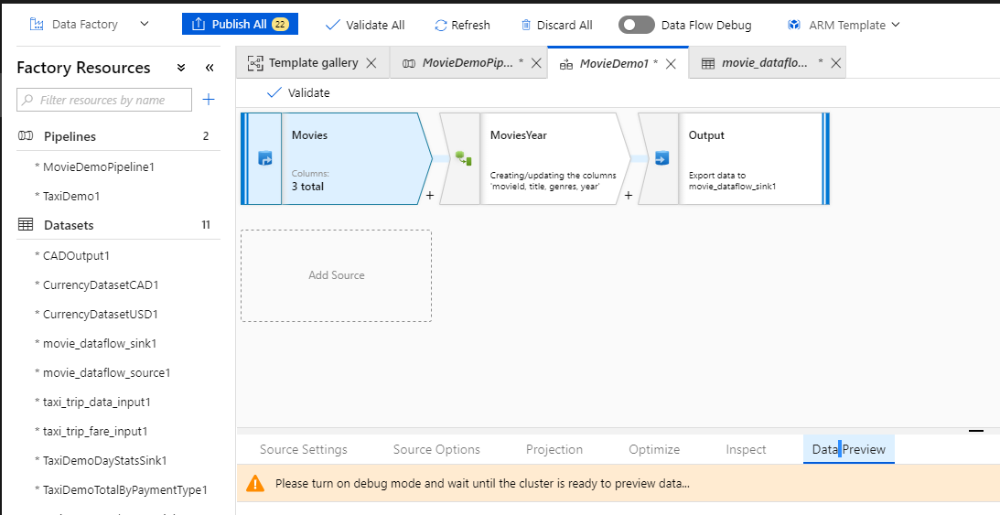 Data Factory
Publish All 22
Validate All
Refresh
Discard All
Data Flow Debug
ARM Template
Factory Resources
Filter resources by name
Pipelines 2
* MovieDemoPipeline1
* TaxiDemo1
Datasets 11
* CADOutput1
* CurrencyDatasetCAD1
* CurrencyDatasetUSD1
* movie_dataflow_sink1
* movie_dataflow_source1
* taxi_trip_data_input1
* taxi_trip_fare_input1
* TaxiDemoDayStatsSink1
* TaxiDemoTotalByPaymentType1
Template gallery
MovieDemoPip... *
MovieDemo1 *
movie_dataflo... *
Validate
Movies
Columns:
3 total
+
MoviesYear
Creating/updating the columns
'movieId, title, genres, year'
+
Output
Export data to
movie_dataflow_sink1
Add Source
Source Settings
Source Options
Projection
Optimize
Inspect
Data Preview
Please turn on debug mode and wait until the cluster is ready to preview data...